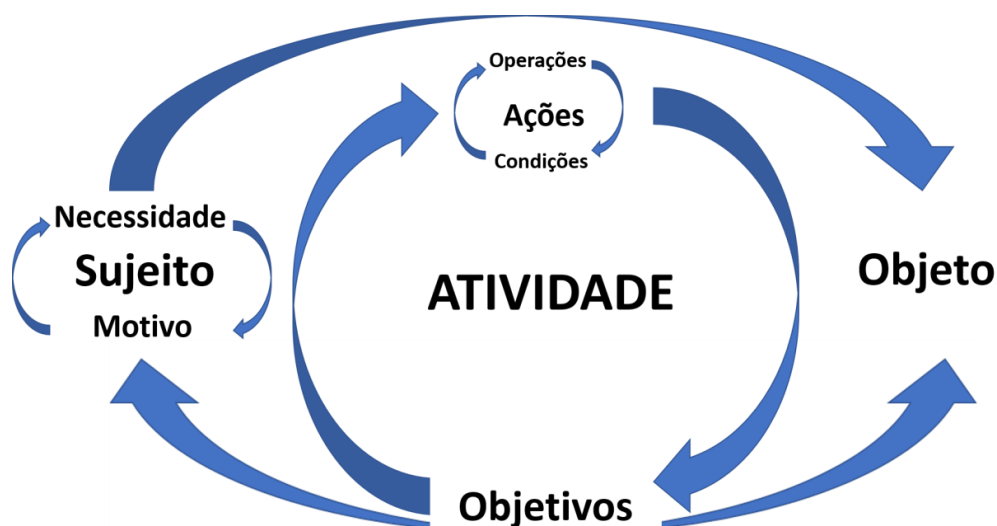 Operações
Ações
Condições
Necessidade
Sujeito
Motivo
ATIVIDADE
Objeto
Objetivos